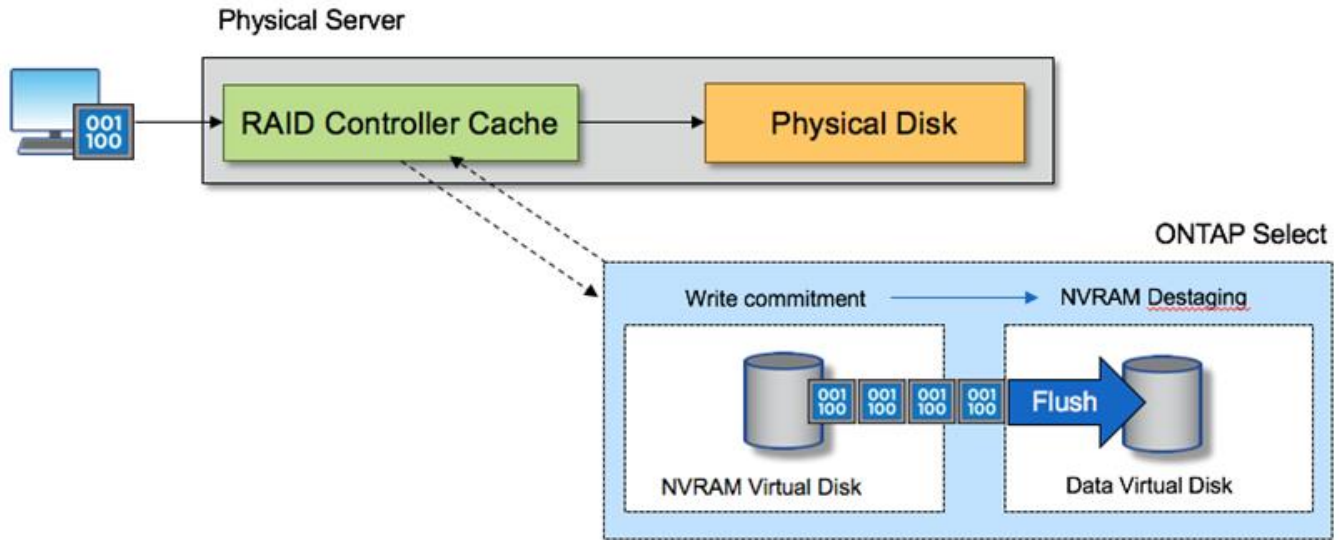 Physical Server
001
100
RAID Controller Cache
Physical Disk
ONTAP Select
Write commitment
NVRAM Destaging
001
100
001
100
001
100
001
100
Flush
NVRAM Virtual Disk
Data Virtual Disk